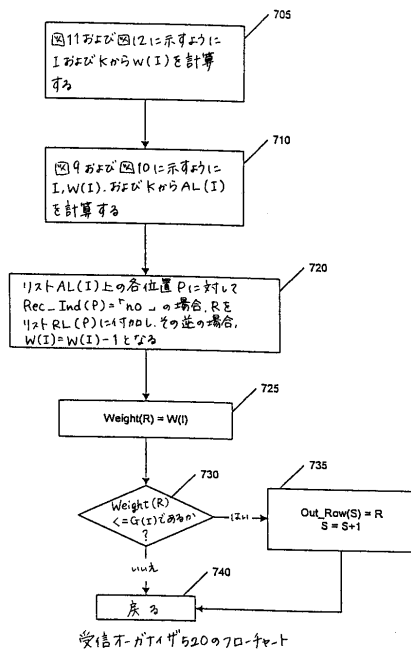 705
図11および図12に示すように
IおよびKからW(I)を計算
する
710
図9および図10に示すように
I,W(I).およびKからAL(I)
を計算する
720
リストAL(I)上の各位置Pに対して
Rec_Ind(P)=「no」の場合、Rを
リストRL(P)に付加し、その逆の場合、
W(I)=W(I)-1となる
725
Weight(R) = W(I)
730
Weight(R)
<=G(I)であるか
?
はい
735
Out_Row(S) = R
S = S+1
いいえ
740
戻る
受信オーガナイザ520のフローチャート